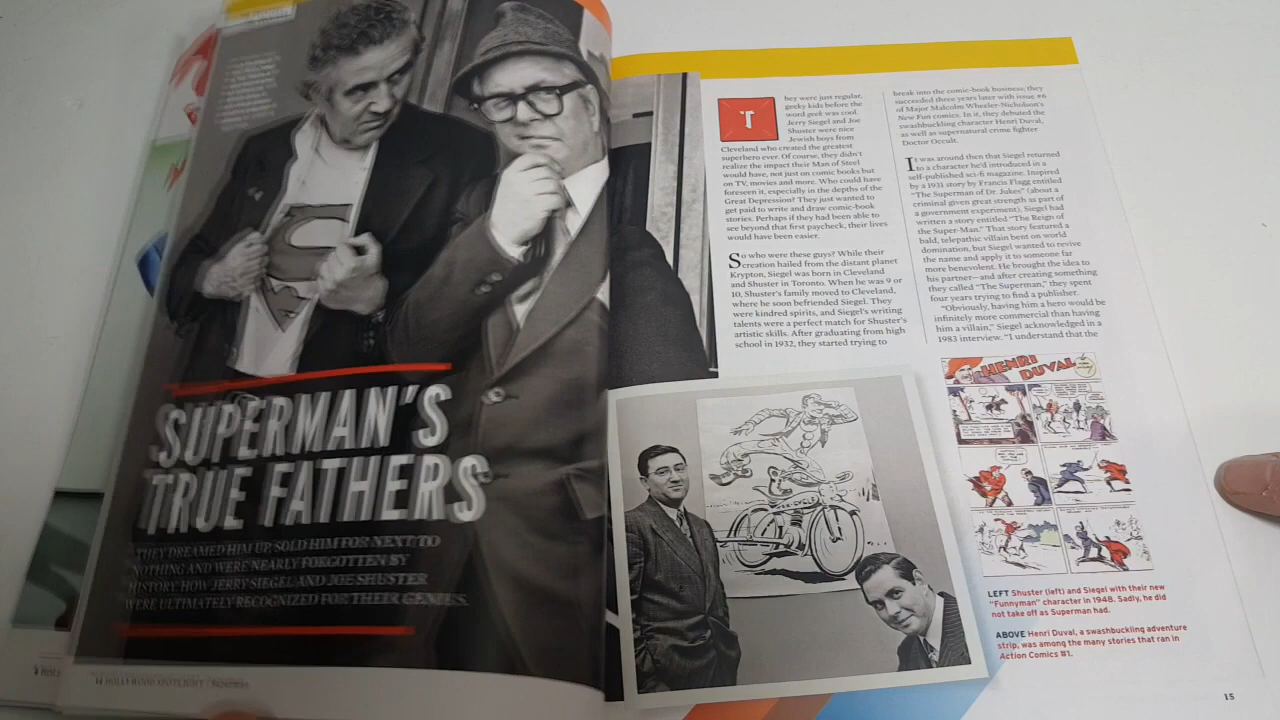 SUPERMAN'S
TRUE FATHERS
THEY DREAMED HIM UP, SOLD HIM FOR NEXT TO
NOTHING AND WERE NEARLY FORGOTTEN BY
HISTORY. HOW JERRY SIEGEL AND JOE SHUSTER
WERE ULTIMATELY RECOGNIZED FOR THEIR GENIUS.
14 HOLLYWOOD SPOTLIGHT / Superman
They were just regular,
geeky kids before the
word geek was cool.
Jerry Siegel and Joe
Shuster were nice
Jewish boys from
Cleveland who created the greatest
superhero ever. Of course, they didn't
realize the impact their Man of Steel
would have, not just on comic books but
on TV, movies and more. Who could have
foreseen it, especially in the depths of the
Great Depression? They just wanted to
get paid to write and draw comic-book
stories. Perhaps if they had been able to
see beyond that first paycheck, their lives
would have been easier.
So who were these guys? While their
creation hailed from the distant planet
Krypton, Siegel was born in Cleveland
and Shuster in Toronto. When he was 9 or
10, Shuster's family moved to Cleveland,
where he soon befriended Siegel. They
were kindred spirits, and Siegel's writing
talents were a perfect match for Shuster's
artistic skills. After graduating from high
school in 1932, they started trying to
break into the comic-book business; they
succeeded three years later with issue #6
of Major Malcolm Wheeler-Nicholson's
New Fun comics. In it, they debuted the
swashbuckling character Henri Duval,
as well as supernatural crime fighter
Doctor Occult.
It was around then that Siegel returned
to a character he'd introduced in a
self-published sci-fi magazine. Inspired
by a 1931 story by Francis Flagg entitled
"The Superman of Dr. Jukes" (about a
criminal given great strength as part of
a government experiment), Siegel had
written a story entitled "The Reign of
the Super-Man." That story featured a
bald, telepathic villain bent on world
domination, but Siegel wanted to revive
the name and apply it to someone far
more benevolent. He brought the idea to
his partner—and after creating something
they called "The Superman," they spent
four years trying to find a publisher.
"Obviously, having him a hero would be
infinitely more commercial than having
him a villain," Siegel acknowledged in a
1983 interview. "I understand that the
HENRI
DUVAL
LEFT Shuster (left) and Siegel with their new
"Funnyman" character in 1948. Sadly, he did
not take off as Superman had.
ABOVE Henri Duval, a swashbuckling adventure
strip, was among the many stories that ran in
Action Comics #1.
15